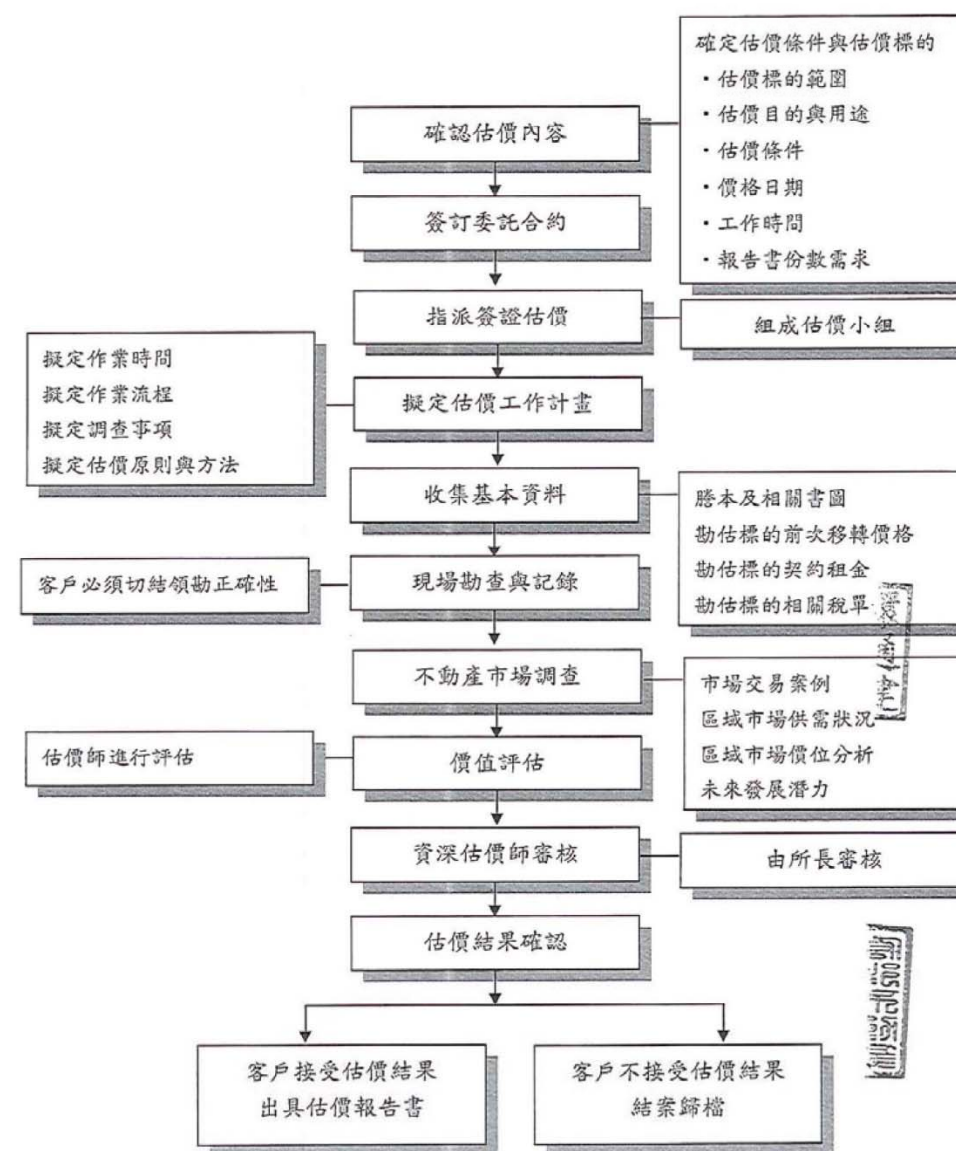 確定估價條件與估價標的
・估價標的範圍
・估價目的與用途
・估價條件
・價格日期
・工作時間
・報告書份數需求
確認估價內容
簽訂委託合約
指派簽證估價
組成估價小組
擬定作業時間
擬定作業流程
擬定調查事項
擬定估價原則與方法
擬定估價工作計畫
收集基本資料
謄本及相關書圖
勘估標的前次移轉價格
勘估標的契約租金
勘估標的相關稅單
客戶必須切結領勘正確性
現場勘查與記錄
不動產市場調查
市場交易案例
區域市場供需狀況
區域市場價位分析
未來發展潛力
估價師進行評估
價值評估
資深估價師審核
由所長審核
估價結果確認
客戶接受估價結果
出具估價報告書
客戶不接受估價結果
結案歸檔